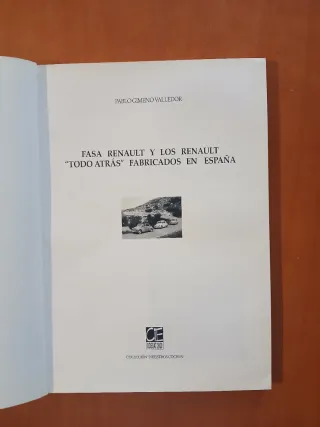 PABLO GIMENO VALLEDOR
FASA RENAULT Y LOS RENAULT
"TODO ATRÁS" FABRICADOS EN ESPAÑA